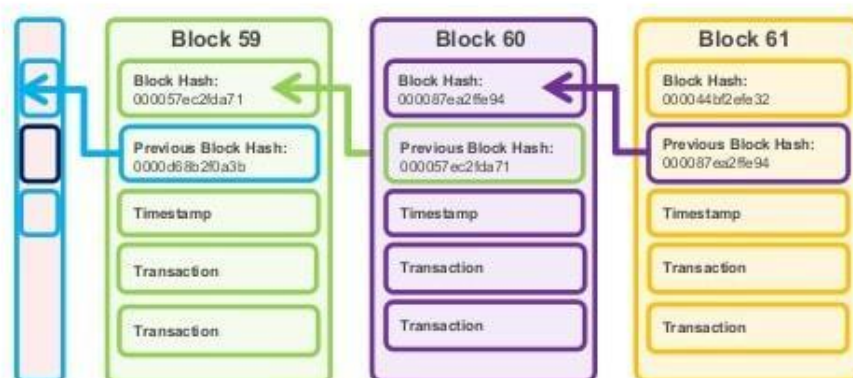 Block 59
Block Hash:
000057ec2fda71
Previous Block Hash:
0000d68b2f0a3b
Timestamp
Transaction
Transaction
Block 60
Block Hash:
000087ea2ffe94
Previous Block Hash:
000057ec2fda71
Timestamp
Transaction
Transaction
Block 61
Block Hash:
000044bf2efe32
Previous Block Hash:
000087ea2ffe94
Timestamp
Transaction
Transaction